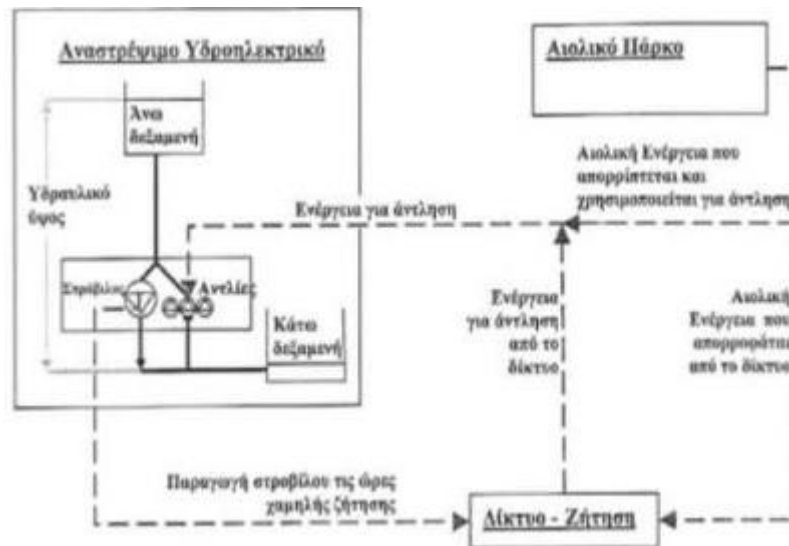 Αναστρέψιμο Υδροηλεκτρικό
Άνω
δεξαμενή
Υδραυλικό
ύψος
Στρόβιλος
Αντλίες
Κάτω
δεξαμενή
Αιολικό Πάρκο
Αιολική Ενέργεια που
απορρίπτεται και
χρησιμοποιείται για άντληση
Ενέργεια για άντληση
Ενέργεια
για άντληση
από το
δίκτυο
Αιολική
Ενέργεια που
απορροφάται
από το δίκτυο
Παραγωγή στροβίλου τις ώρες
χαμηλής ζήτησης
Δίκτυο - Ζήτηση